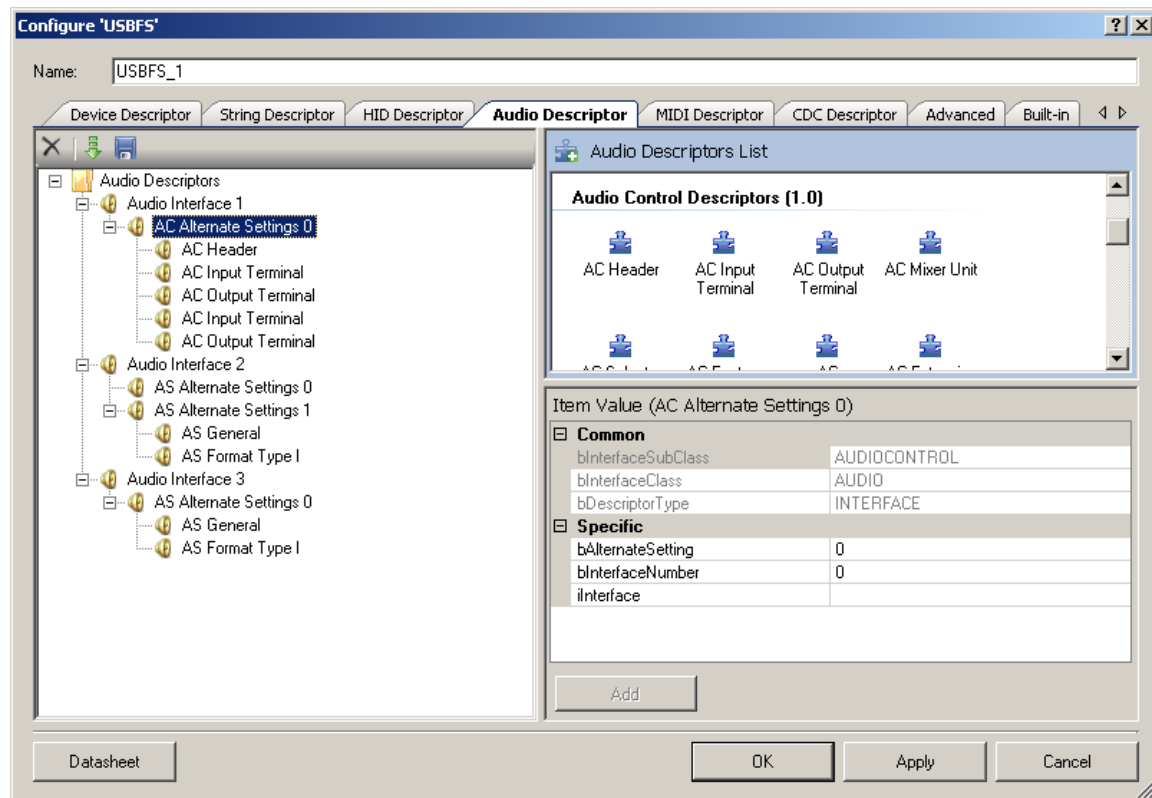 Configure 'USBFS'
Name: USBFS_1
Device Descriptor String Descriptor HID Descriptor Audio Descriptor MIDI Descriptor CDC Descriptor Advanced Built-in
Audio Descriptors
Audio Interface 1
AC Alternate Settings 0
AC Header
AC Input Terminal
AC Output Terminal
AC Input Terminal
AC Output Terminal
Audio Interface 2
AS Alternate Settings 0
AS Alternate Settings 1
AS General
AS Format Type I
Audio Interface 3
AS Alternate Settings 0
AS General
AS Format Type I
Audio Descriptors List
Audio Control Descriptors (1.0)
AC Header AC Input AC Output AC Mixer Unit
Terminal Terminal
Item Value (AC Alternate Settings 0)
Common
bInterfaceSubClass AUDIOCONTROL
bInterfaceClass AUDIO
bDescriptorType INTERFACE
Specific
bAlternateSetting 0
bInterfaceNumber 0
iInterface
Add
Datasheet OK Apply Cancel